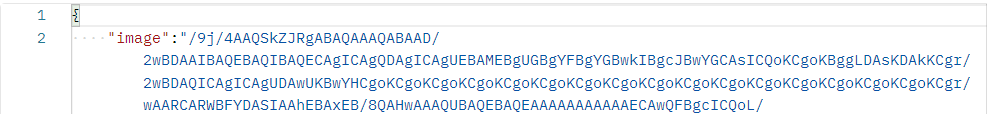 1 {
2 ····"image":"/9j/4AAQSkZJRgABAQAAAQABAAD/
2wBDAAIBAQEBAQIBAQECAgICAgQDAgICAgUEBAMEBgUGBgYFBgYGBwkIBgcJBwYGCAsICQoKCgoKBggLDAsKDAkKCgr/
2wBDAQICAgICAgUDAwUKBwYHCgoKCgoKCgoKCgoKCgoKCgoKCgoKCgoKCgoKCgoKCgoKCgoKCgoKCgoKCgoKCgoKCgr/
wAARCARWBFYDASIAAhEBAxEB/8QAHwAAAQUBAQEBAQEAAAAAAAAAAAECAwQFBgcICQoL/